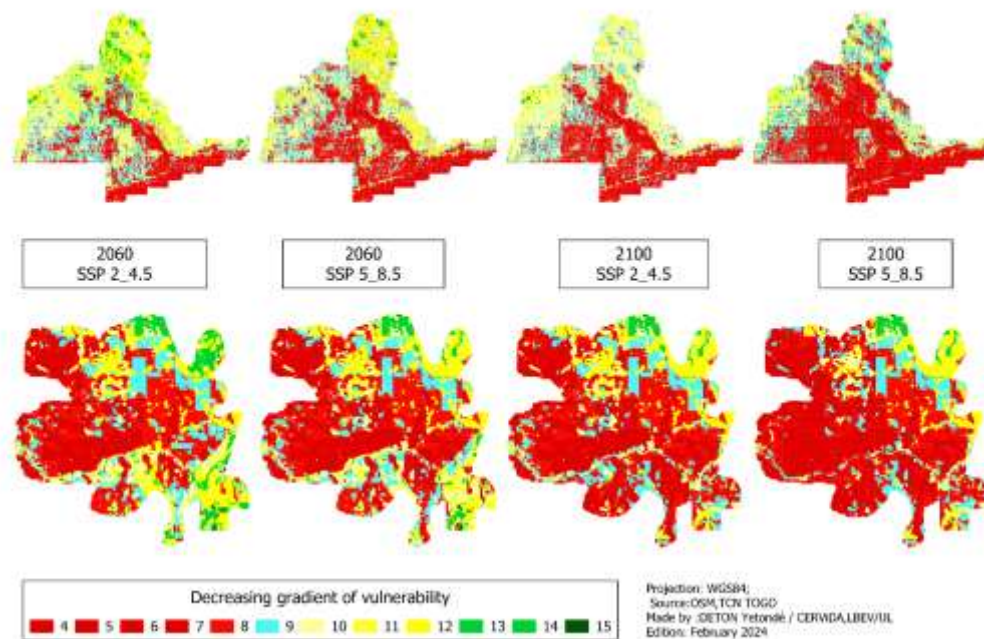 2060
SSP 2_4.5
2060
SSP 5_8.5
2100
SSP 2_4.5
2100
SSP 5_8.5
Decreasing gradient of vulnerability
4 5 6 7 8 9 10 11 12 13 14 15
Projection: WGS84;
Source:OSM,TCN TOGO
Made by :DETON Yetondé / CERViDA,LBEV/UL
Edition: February 2024